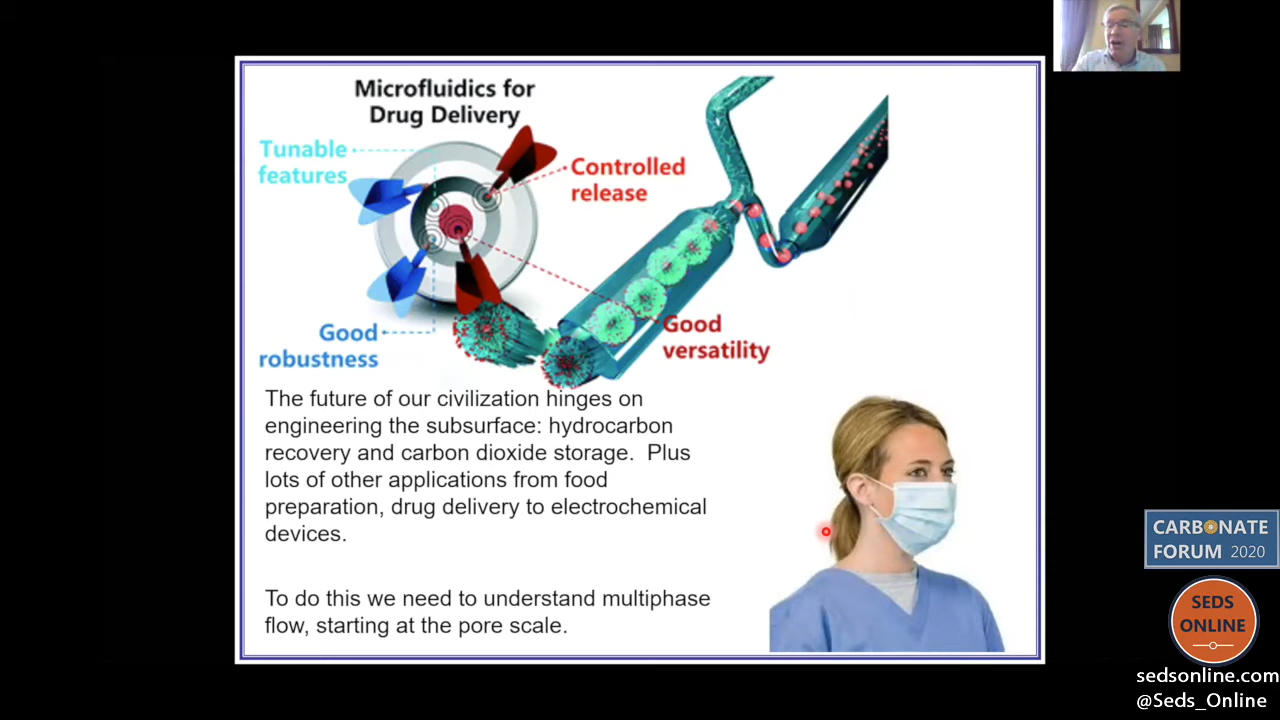 Microfluidics for
Drug Delivery
Tunable
features
Controlled
release
Good
robustness
Good
versatility
The future of our civilization hinges on
engineering the subsurface: hydrocarbon
recovery and carbon dioxide storage.  Plus
lots of other applications from food
preparation, drug delivery to electrochemical
devices.
To do this we need to understand multiphase
flow, starting at the pore scale.
CARBONATE
FORUM 2020
SEDS
ONLINE
sedsonline.com
@Seds_Online